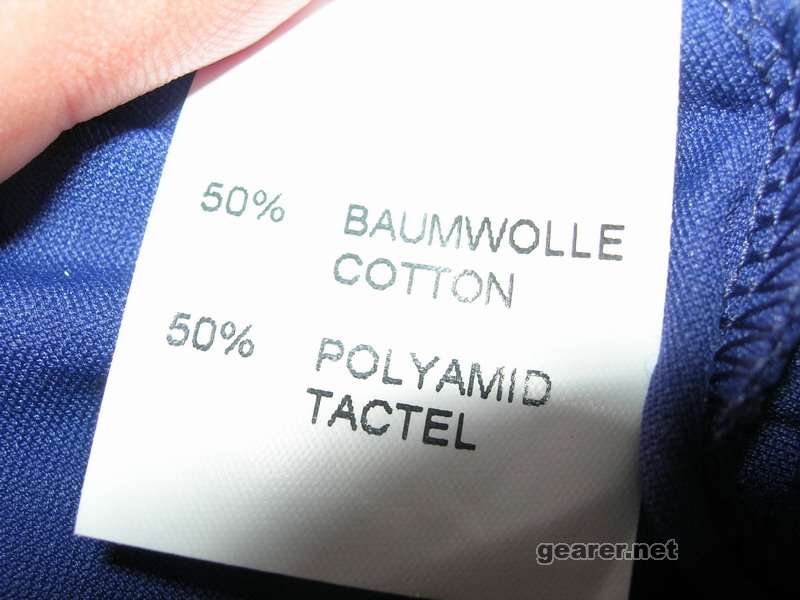 50% BAUMWOLLE
COTTON
50% POLYAMID
TACTEL
gearer.net